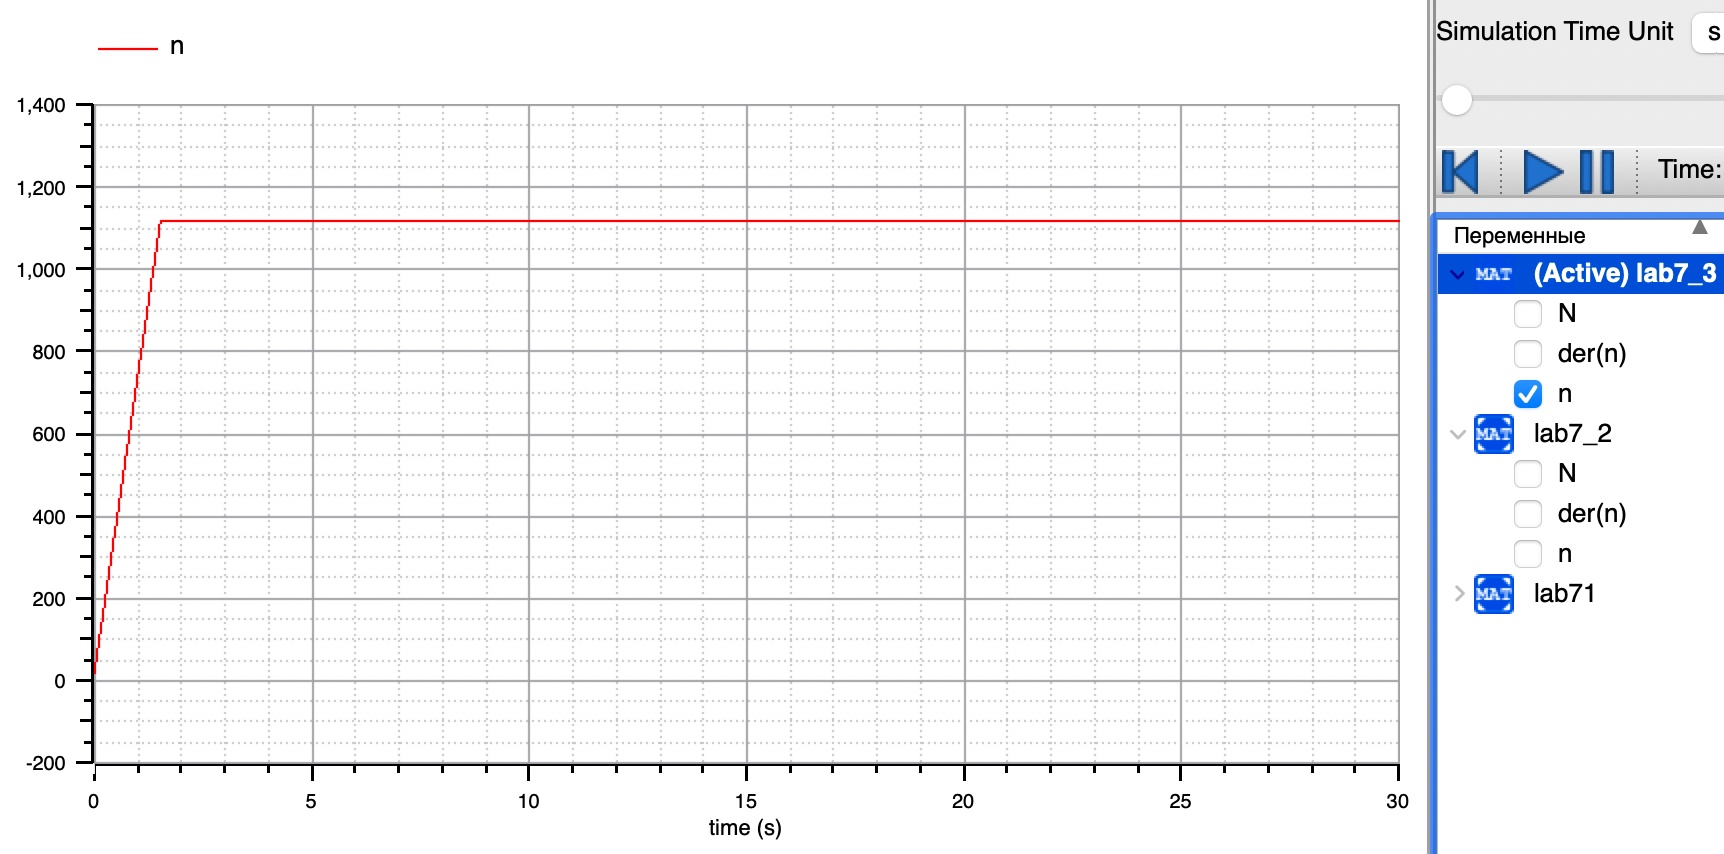 n
1,400
1,200
1,000
800
600
400
200
0
-200
0 5 10 15 20 25 30
time (s)
Simulation Time Unit s
Time:
Переменные
MAT (Active) lab7_3
N
der(n)
n
MAT lab7_2
N
der(n)
n
MAT lab71